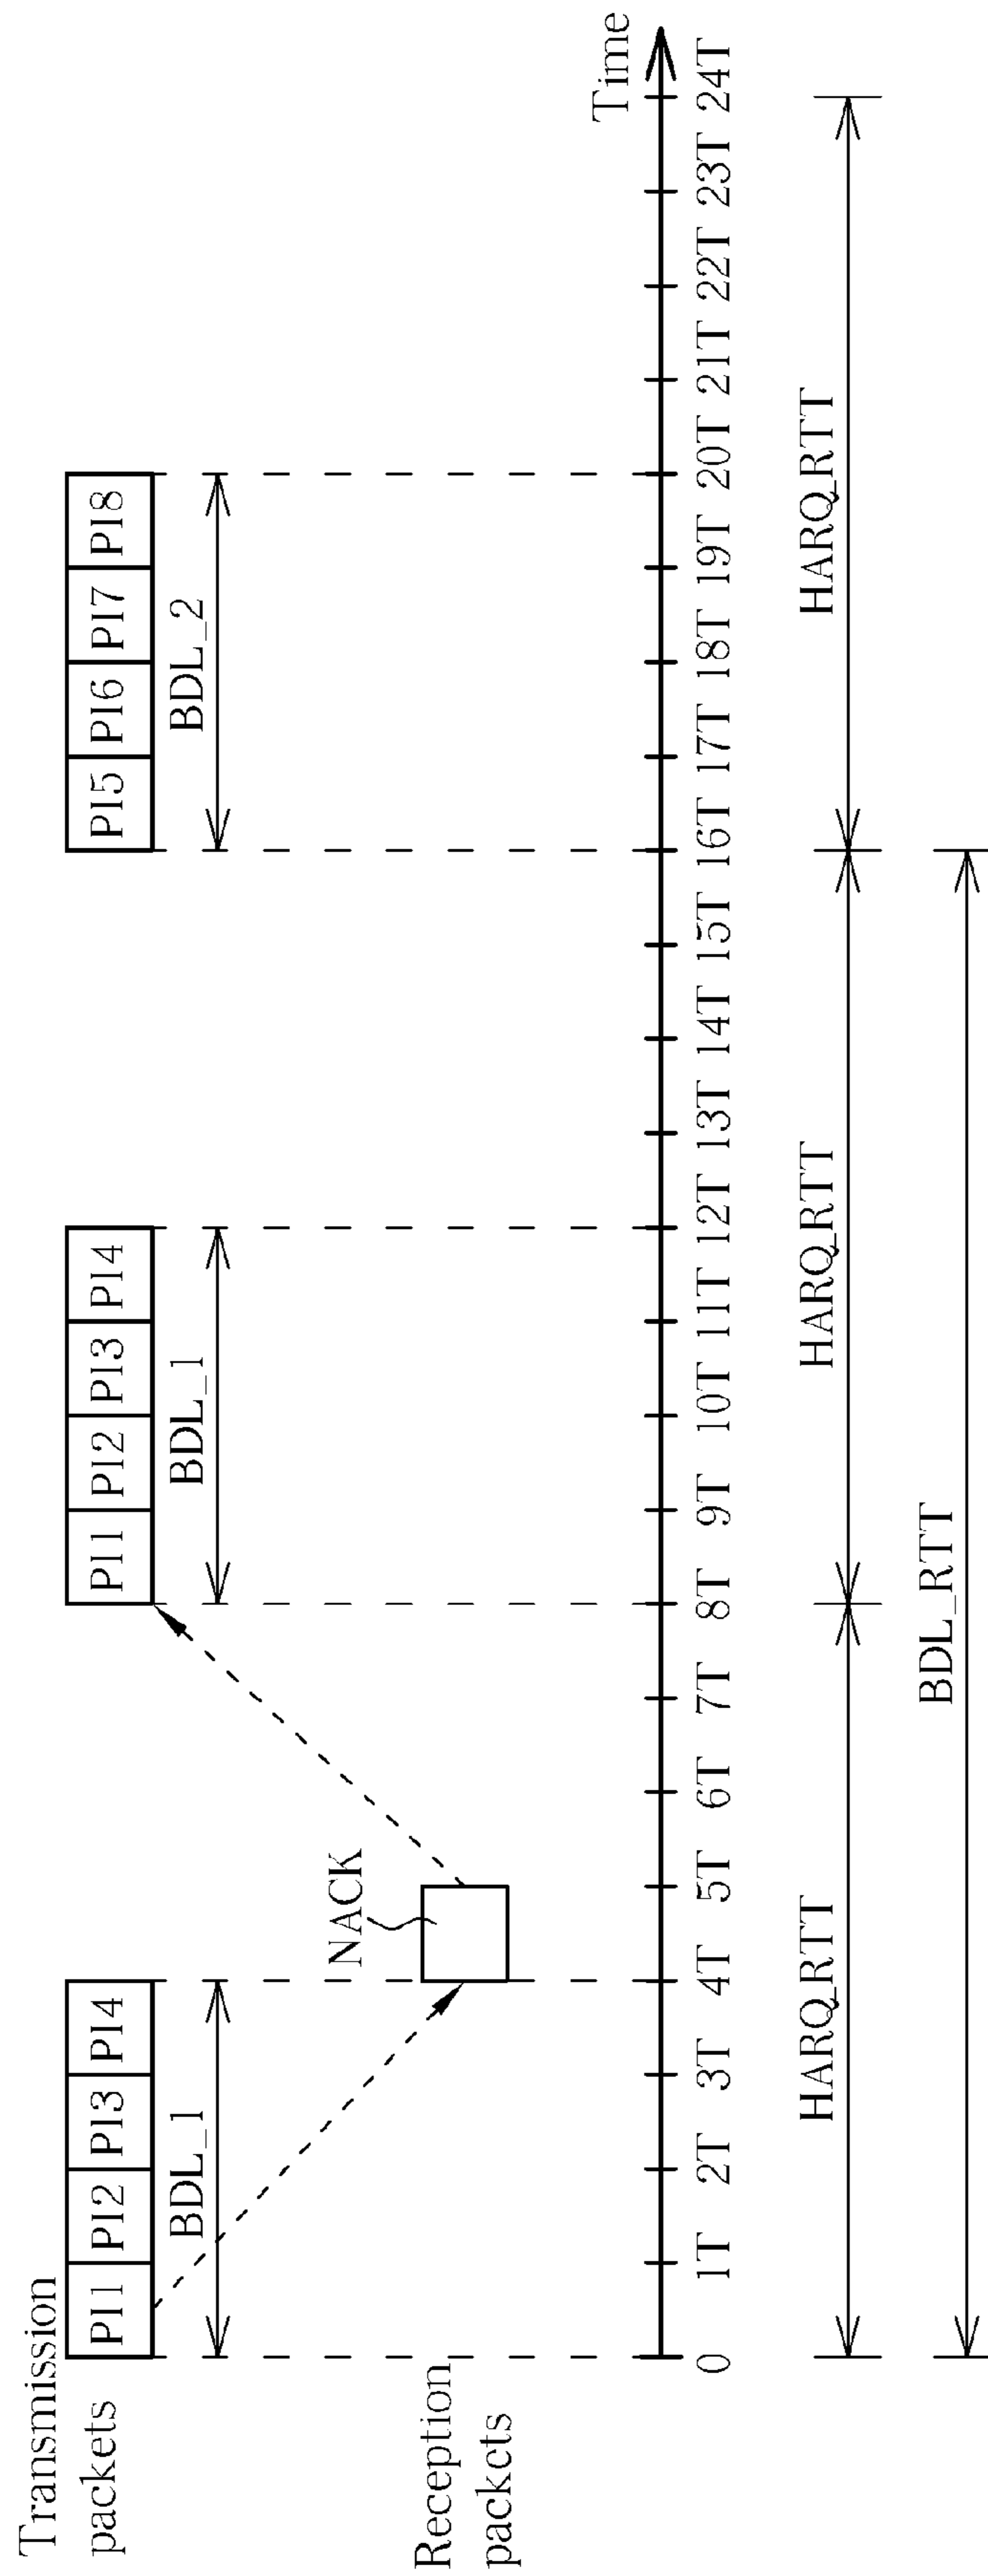 Transmission
packets
PI1 PI2 PI3 PI4
BDL_1
PI1 PI2 PI3 PI4
BDL_1
PI5 PI6 PI7 PI8
BDL_2
NACK
Reception
packets
Time
0 1T 2T 3T 4T 5T 6T 7T 8T 9T 10T 11T 12T 13T 14T 15T 16T 17T 18T 19T 20T 21T 22T 23T 24T
HARQ_RTT
HARQ_RTT
HARQ_RTT
BDL_RTT